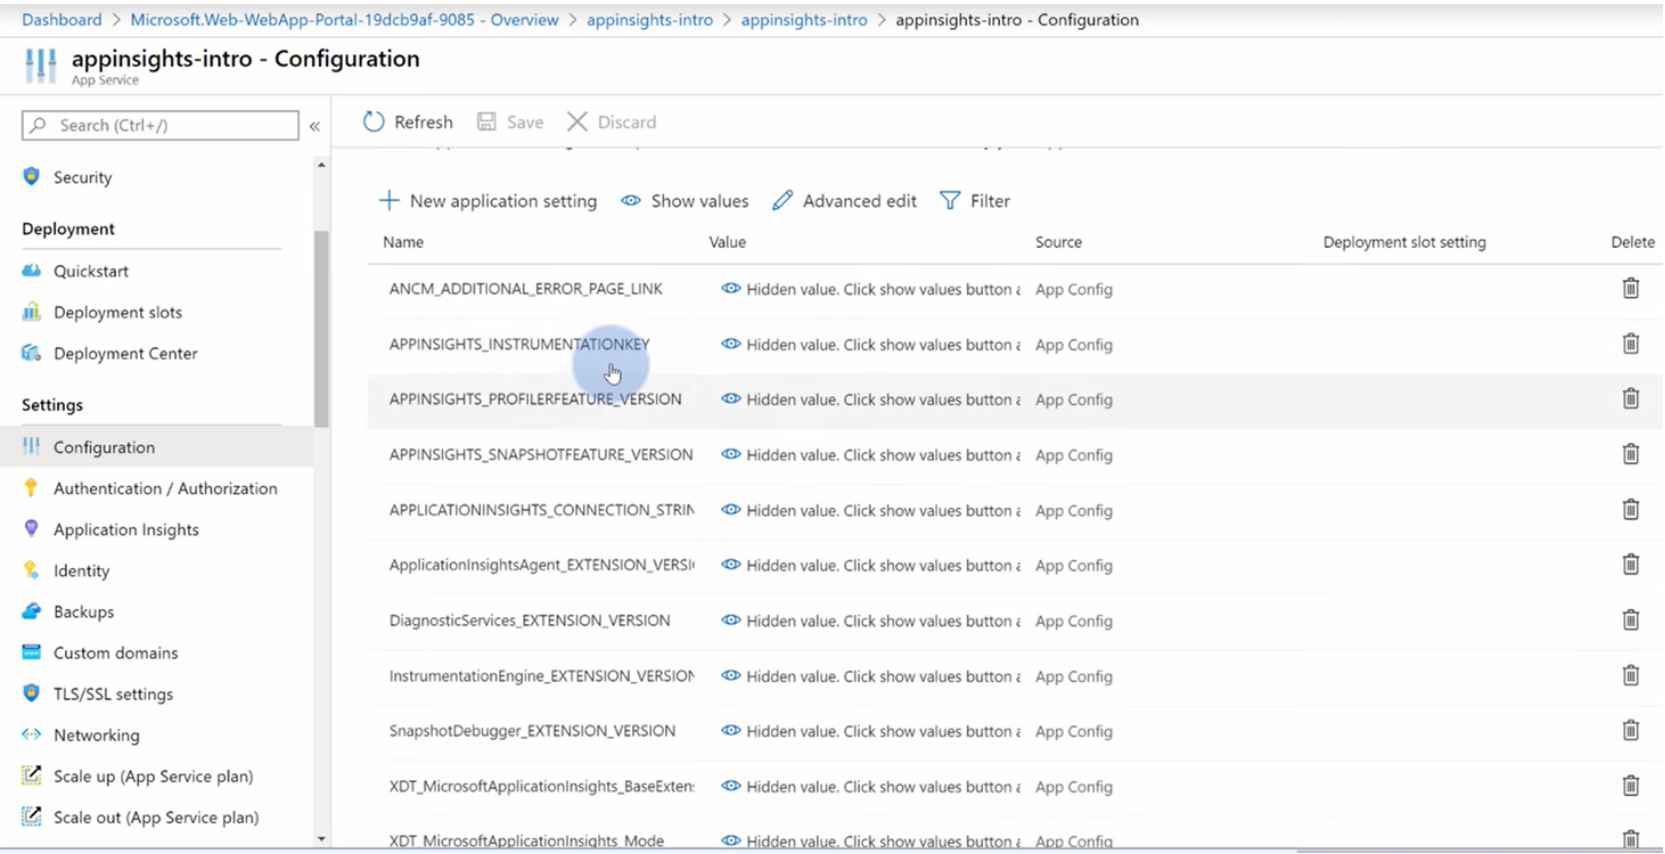 Dashboard > Microsoft.Web-WebApp-Portal-19dcb9af-9085 - Overview > appinsights-intro > appinsights-intro > appinsights-intro - Configuration
appinsights-intro - Configuration
App Service
Search (Ctrl+/)
«
Security
Deployment
Quickstart
Deployment slots
Deployment Center
Settings
Configuration
Authentication / Authorization
Application Insights
Identity
Backups
Custom domains
TLS/SSL settings
Networking
Scale up (App Service plan)
Scale out (App Service plan)
Refresh Save Discard
New application setting Show values Advanced edit Filter
Name Value Source Deployment slot setting Delete
ANCM_ADDITIONAL_ERROR_PAGE_LINK Hidden value. Click show values button App Config
APPINSIGHTS_INSTRUMENTATIONKEY Hidden value. Click show values button App Config
APPINSIGHTS_PROFILERFEATURE_VERSION Hidden value. Click show values button App Config
APPINSIGHTS_SNAPSHOTFEATURE_VERSION Hidden value. Click show values button App Config
APPLICATIONINSIGHTS_CONNECTION_STRIN Hidden value. Click show values button App Config
ApplicationInsightsAgent_EXTENSION_VERSI Hidden value. Click show values button App Config
DiagnosticServices_EXTENSION_VERSION Hidden value. Click show values button App Config
InstrumentationEngine_EXTENSION_VERSION Hidden value. Click show values button App Config
SnapshotDebugger_EXTENSION_VERSION Hidden value. Click show values button App Config
XDT_MicrosoftApplicationInsights_BaseExten Hidden value. Click show values button App Config
XDT_MicrosoftApplicationInsights_Mode Hidden value. Click show values button App Config